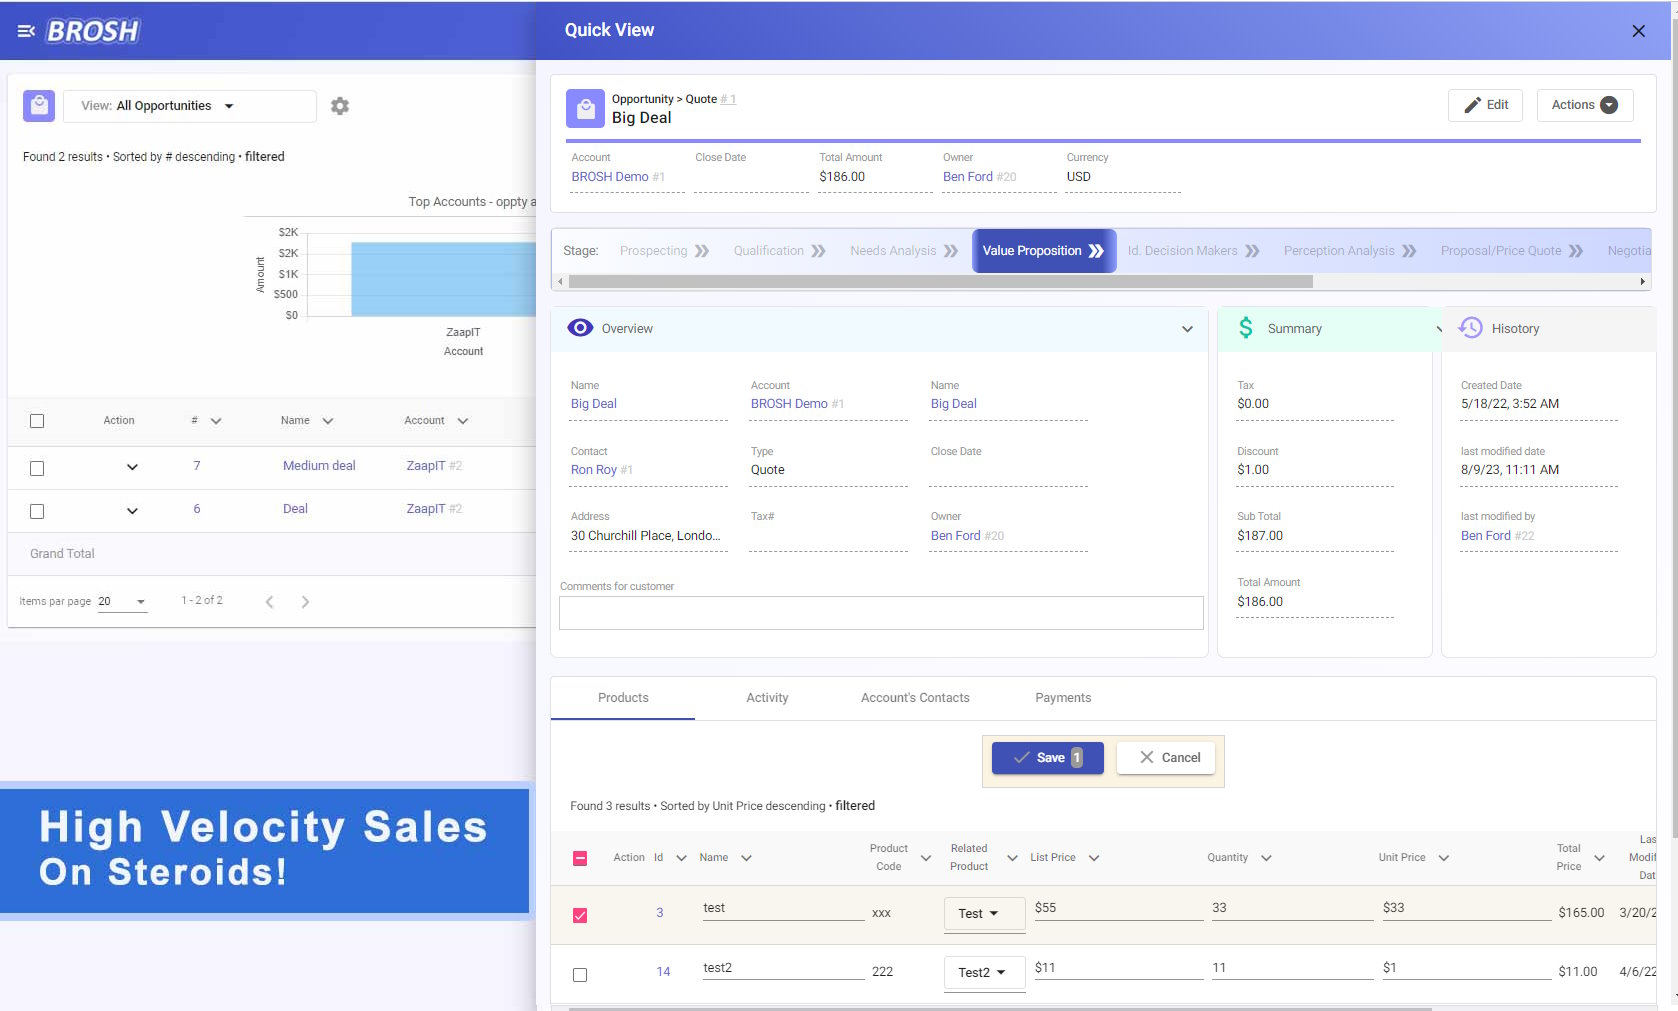 BROSH
View: All Opportunities
Found 2 results • Sorted by # descending • filtered
Top Accounts - oppty a
$2K
$2K
$1K
$500
$0
Amount
ZaapIT
Account
Action # Name Account
7 Medium deal ZaapIT #2
6 Deal ZaapIT #2
Grand Total
Items per page 20 1 - 2 of 2
High Velocity Sales
On Steroids!
Quick View
Opportunity > Quote # 1
Big Deal
Edit Actions
Account Close Date Total Amount Owner Currency
BROSH Demo #1 $186.00 Ben Ford #20 USD
Stage: Prospecting Qualification Needs Analysis Value Proposition Id. Decision Makers Perception Analysis Proposal/Price Quote Negotia
Overview
Name Account Name
Big Deal BROSH Demo #1 Big Deal
Contact Type Close Date
Ron Roy #1 Quote
Address Tax# Owner
30 Churchill Place, Londo... Ben Ford #20
Comments for customer
Summary
Tax
$0.00
Discount
$1.00
Sub Total
$187.00
Total Amount
$186.00
Hisotory
Created Date
5/18/22, 3:52 AM
last modified date
8/9/23, 11:11 AM
last modified by
Ben Ford #22
Products Activity Account's Contacts Payments
Save 1 Cancel
Found 3 results • Sorted by Unit Price descending • filtered
Action Id Name Product Code Related Product List Price Quantity Unit Price Total Price Las Modif Dat
3 test xxx Test $55 33 $33 $165.00 3/20/2
14 test2 222 Test2 $11 11 $1 $11.00 4/6/22